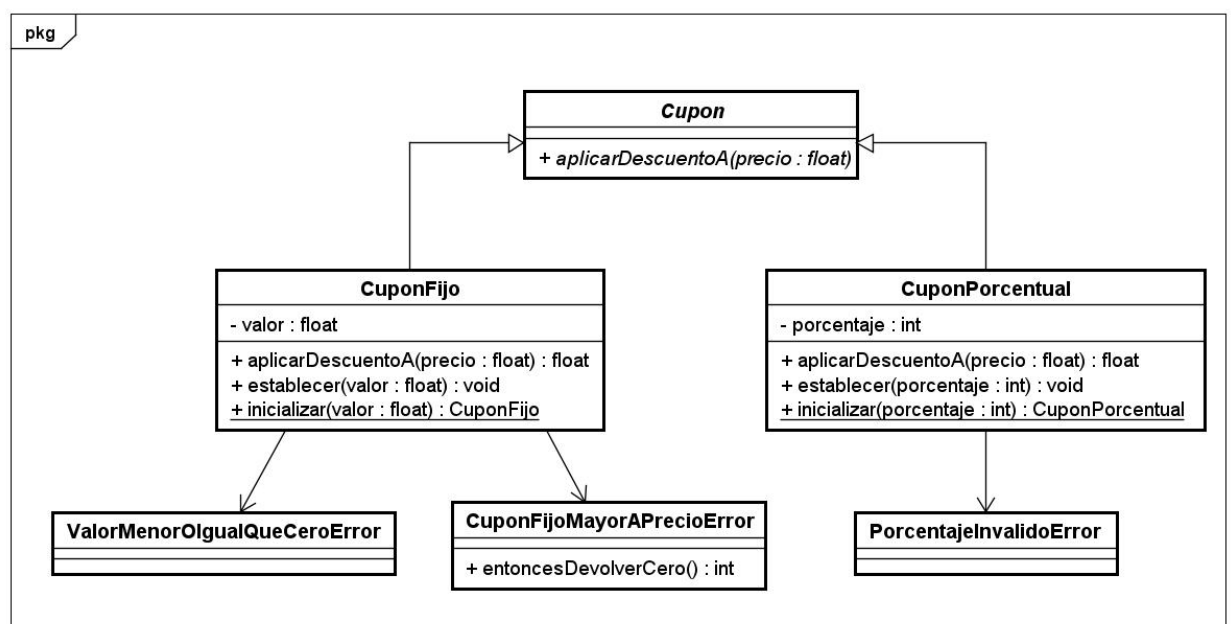 pkg
Cupon
+ aplicarDescuentoA(precio : float)
CuponFijo
- valor : float
+ aplicarDescuentoA(precio : float) : float
+ establecer(valor : float) : void
+ inicializar(valor : float) : CuponFijo
CuponPorcentual
- porcentaje : int
+ aplicarDescuentoA(precio : float) : float
+ establecer(porcentaje : int) : void
+ inicializar(porcentaje : int) : CuponPorcentual
ValorMenorOIgualQueCeroError
CuponFijoMayorAPrecioError
+ entoncesDevolverCero() : int
PorcentajeInvalidoError